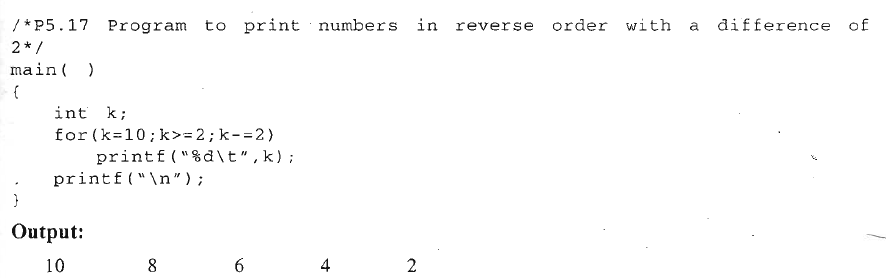 /*P5.17 Program to print numbers in reverse order with a difference of
2*/
main( )
{
int k;
for(k=10;k>=2;k-=2)
printf("%d\t",k);
printf("\n");
}
Output:
10 8 6 4 2